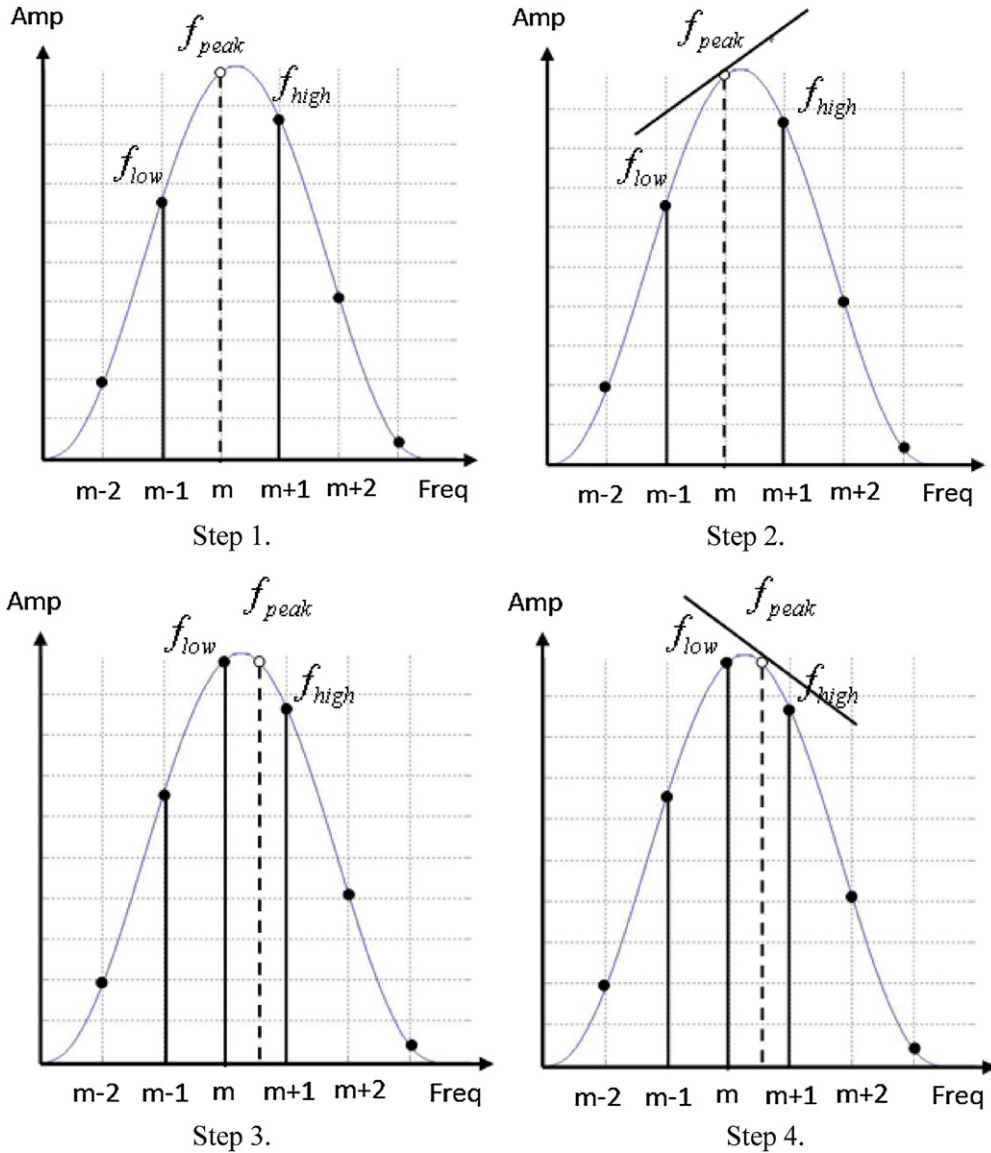 Amp
f_peak
f_high
f_low
m-2 m-1 m m+1 m+2 Freq
Step 1.
Amp
f_peak
f_high
f_low
m-2 m-1 m m+1 m+2 Freq
Step 2.
Amp
f_peak
f_low
f_high
m-2 m-1 m m+1 m+2 Freq
Step 3.
Amp
f_peak
f_low
f_high
m-2 m-1 m m+1 m+2 Freq
Step 4.